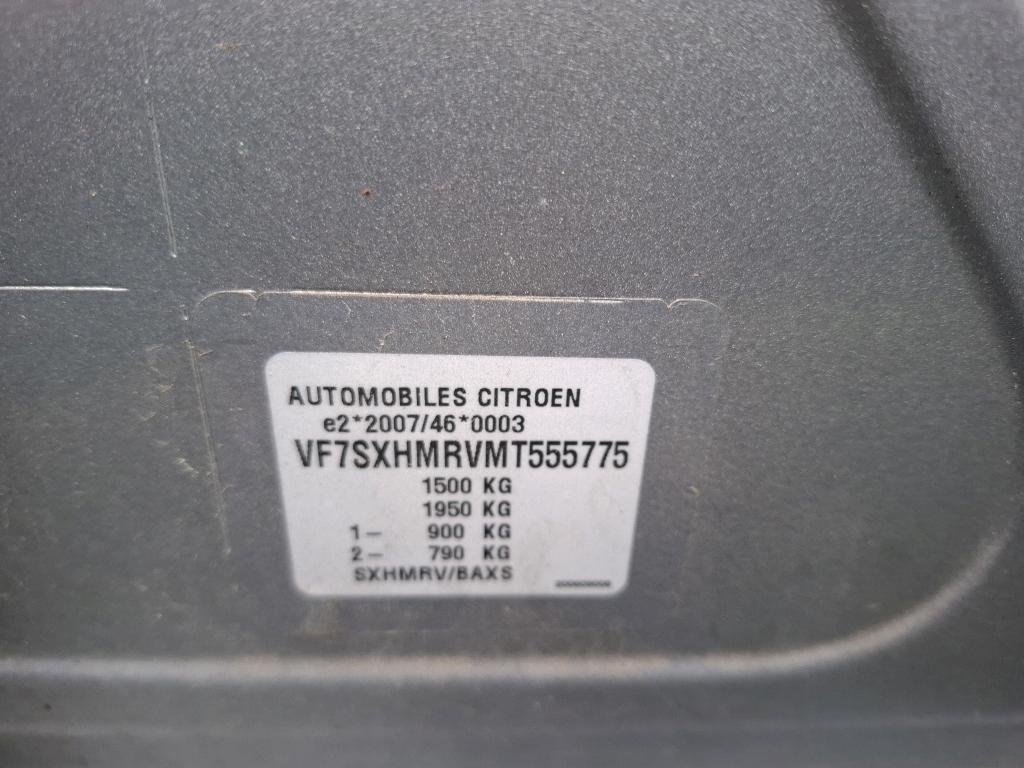 AUTOMOBILES CITROEN
e2*2007/46*0003
VF7SXHMRVMT555775
1500 KG
1950 KG
1– 900 KG
2– 790 KG
SXHMRV/BAXS